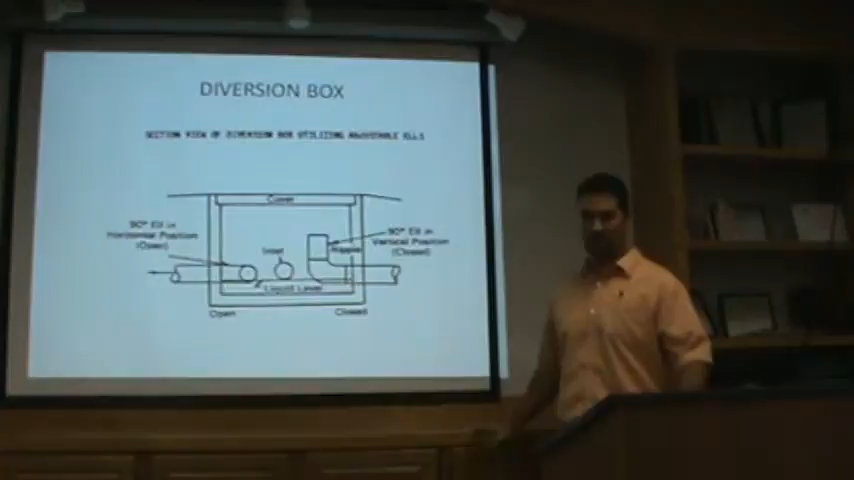 DIVERSION BOX
SECTION VIEW OF DIVERSION BOX UTILIZING ADJUSTABLE ELLS
Cover
90° Ell in
Horizontal Position
(Open)
90° Ell in
Vertical Position
(Closed)
Inlet
Nipple
Liquid Level
Open
Closed